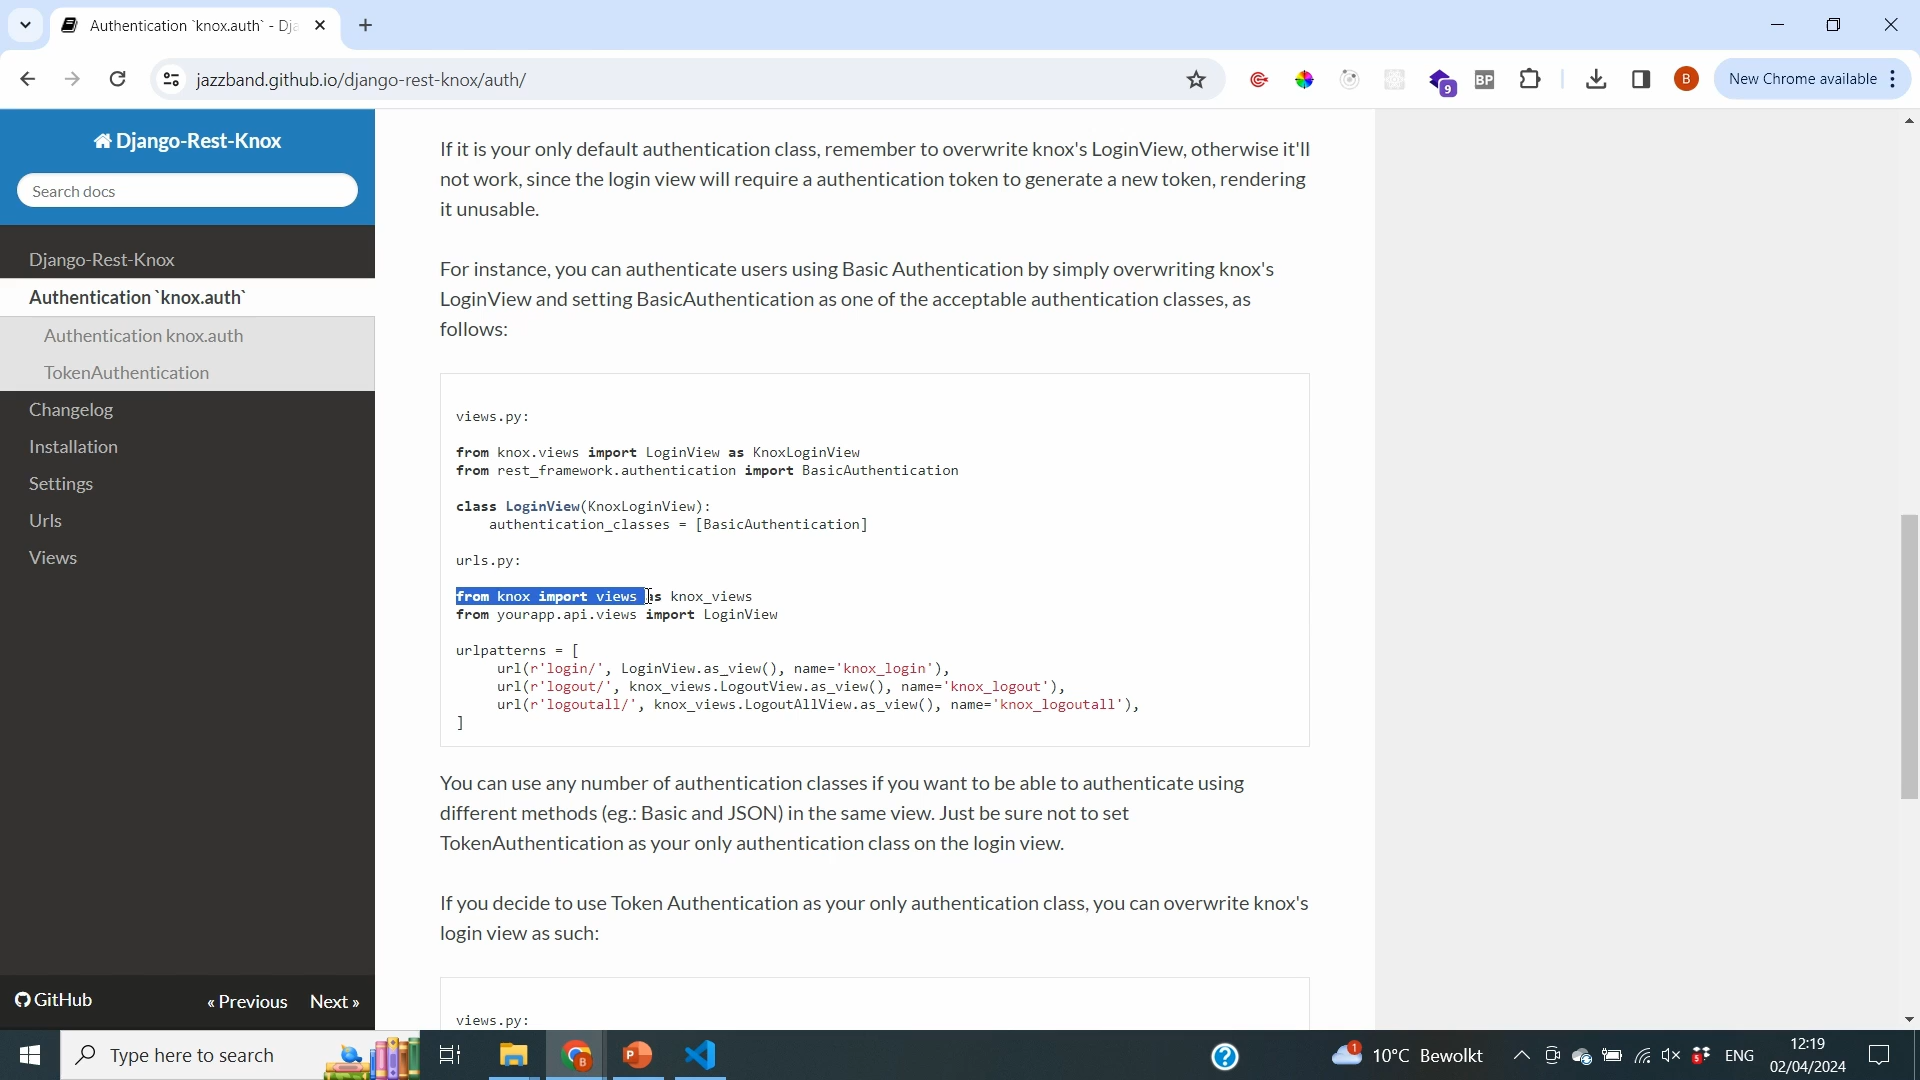 Authentication `knox.auth` - Dja
jazzband.github.io/django-rest-knox/auth/
9
BP
B
New Chrome available
Django-Rest-Knox
Search docs
Django-Rest-Knox
Authentication `knox.auth`
Authentication knox.auth
TokenAuthentication
Changelog
Installation
Settings
Urls
Views
GitHub
« Previous
Next »
If it is your only default authentication class, remember to overwrite knox's LoginView, otherwise it'll
not work, since the login view will require a authentication token to generate a new token, rendering
it unusable.
For instance, you can authenticate users using Basic Authentication by simply overwriting knox's
LoginView and setting BasicAuthentication as one of the acceptable authentication classes, as
follows:
views.py:
from knox.views import LoginView as KnoxLoginView
from rest_framework.authentication import BasicAuthentication
class LoginView(KnoxLoginView):
authentication_classes = [BasicAuthentication]
urls.py:
from knox import views as knox_views
from yourapp.api.views import LoginView
urlpatterns = [
url(r'login/', LoginView.as_view(), name='knox_login'),
url(r'logout/', knox_views.LogoutView.as_view(), name='knox_logout'),
url(r'logoutall/', knox_views.LogoutAllView.as_view(), name='knox_logoutall'),
]
You can use any number of authentication classes if you want to be able to authenticate using
different methods (eg.: Basic and JSON) in the same view. Just be sure not to set
TokenAuthentication as your only authentication class on the login view.
If you decide to use Token Authentication as your only authentication class, you can overwrite knox's
login view as such:
views.py:
Type here to search
B
P
?
1
10°C Bewolkt
5
ENG
12:19
02/04/2024